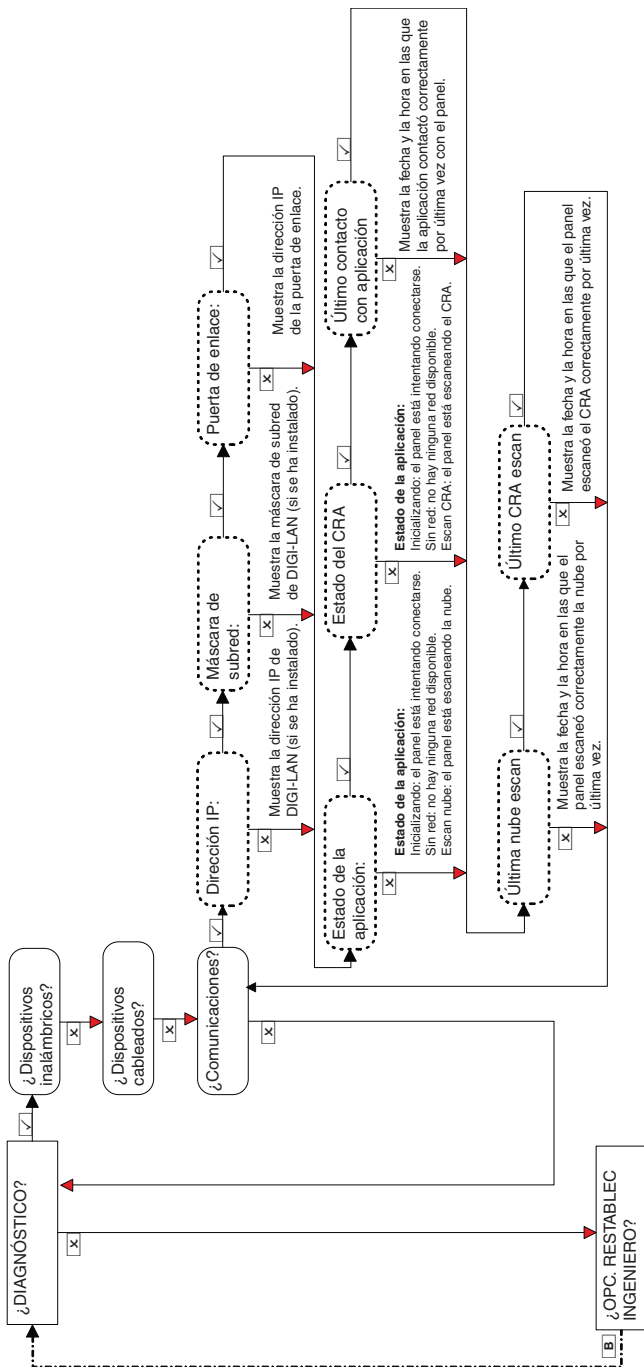 ¿DIAGNÓSTICO?
¿Dispositivos
inalámbricos?
¿Dispositivos
cableados?
¿Comunicaciones?
Dirección IP:
Muestra la dirección IP de
DIGI-LAN (si se ha instalado).
Máscara de
subred:
Muestra la máscara de subred
de DIGI-LAN (si se ha instalado).
Puerta de enlace:
Muestra la dirección IP
de la puerta de enlace.
Estado de la
aplicación:
Estado de la aplicación:
Inicializando: el panel está intentando conectarse.
Sin red: no hay ninguna red disponible.
Escan nube: el panel está escaneando la nube.
Estado del CRA
Estado de la aplicación:
Inicializando: el panel está intentando conectarse.
Sin red: no hay ninguna red disponible.
Escan CRA: el panel está escaneando el CRA.
Último contacto
con aplicación
Muestra la fecha y la hora en las que
la aplicación contactó correctamente
por última vez con el panel.
Última nube escan
Muestra la fecha y la hora en las que el
panel escaneó correctamente la nube por
última vez.
Último CRA escan
Muestra la fecha y la hora en las que el panel
escaneó el CRA correctamente por última vez.
¿OPC. RESTABLEC
INGENIERO?
B